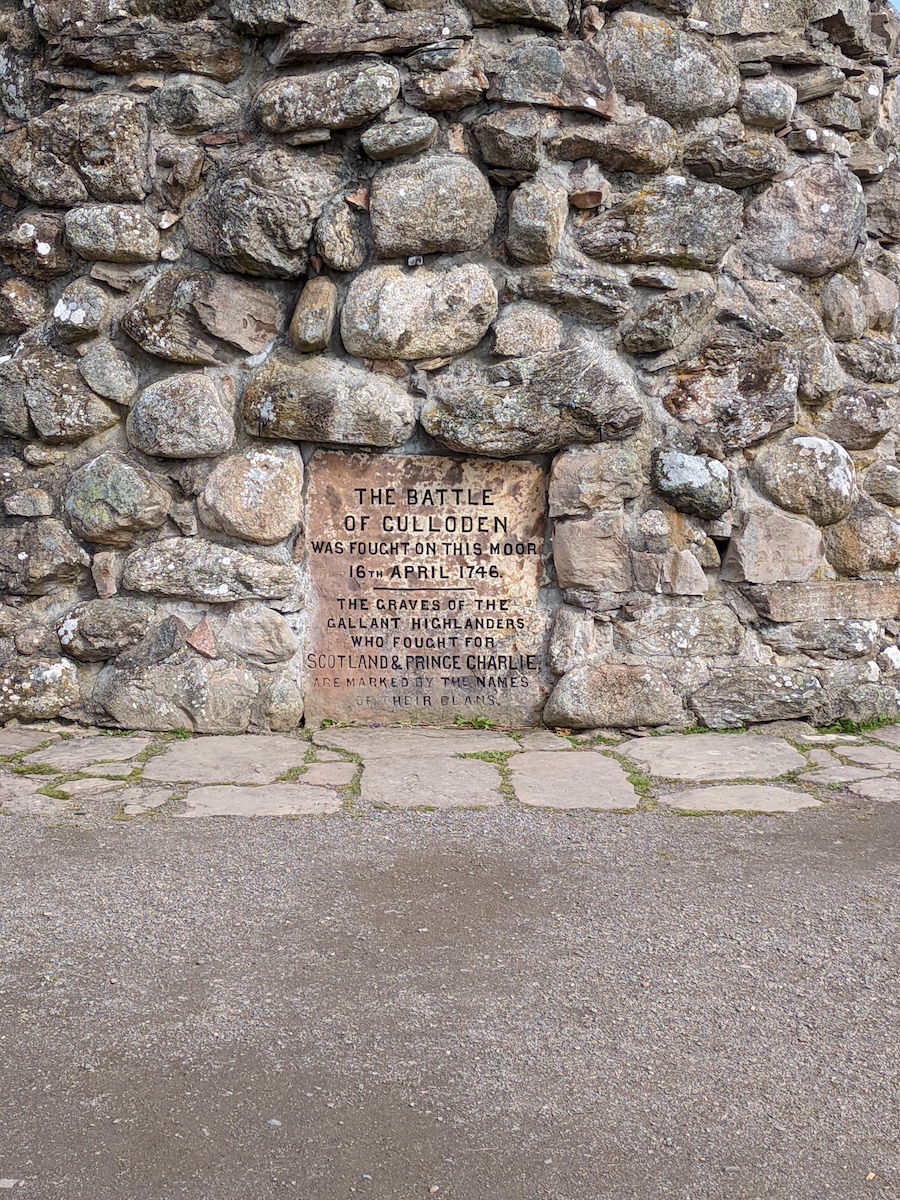 THE BATTLE
OF CULLODEN
WAS FOUGHT ON THIS MOOR
16TH APRIL 1746.
THE GRAVES OF THE
GALLANT HIGHLANDERS
WHO FOUGHT FOR
SCOTLAND & PRINCE CHARLIE
ARE MARKED BY THE NAMES
OF THEIR CLANS.